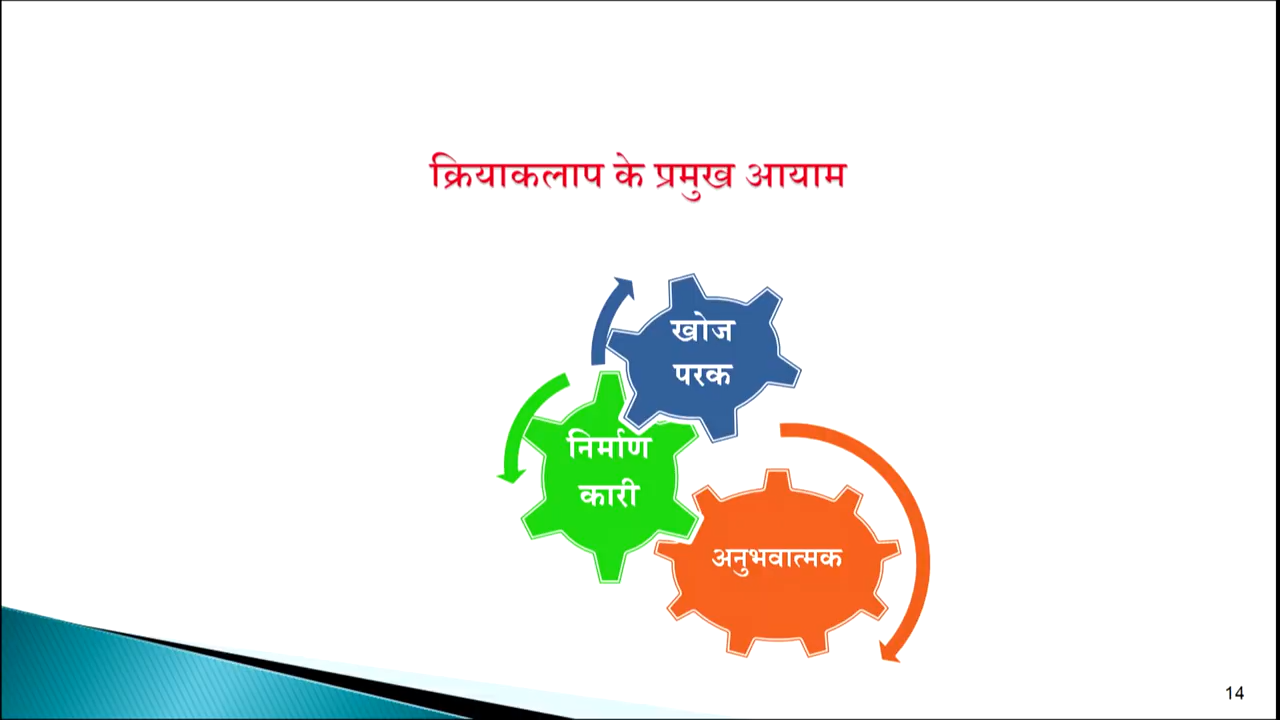 क्रियाकलाप के प्रमुख आयाम
खोज
परक
निर्माण
कारी
अनुभवात्मक
14